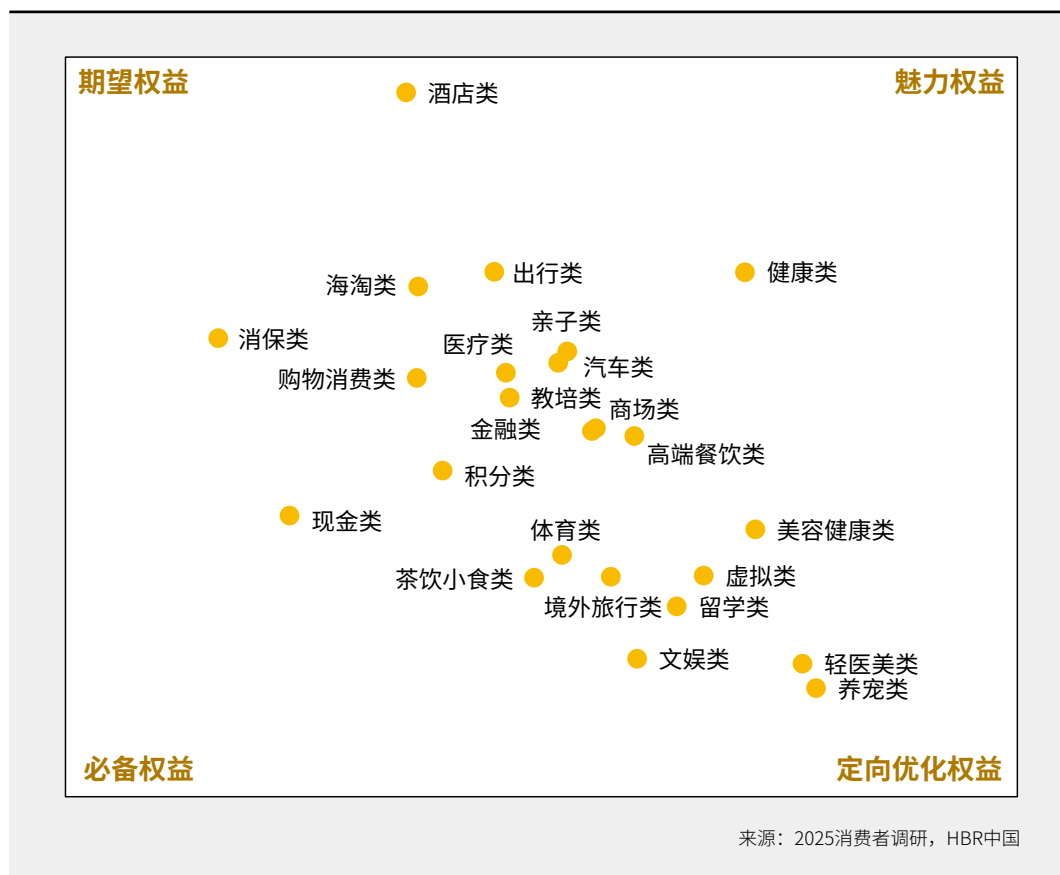 期望权益
魅力权益
酒店类
出行类
健康类
海淘类
亲子类
消保类
医疗类
汽车类
购物消费类
教培类
商场类
金融类
高端餐饮类
积分类
现金类
体育类
美容健康类
茶饮小食类
虚拟类
境外旅行类
留学类
文娱类
轻医美类
养宠类
必备权益
定向优化权益
来源：2025消费者调研，HBR中国